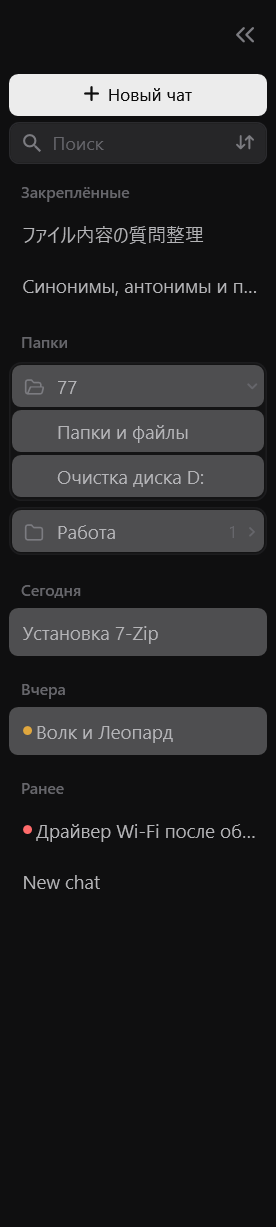 Новый чат
Поиск
Закреплённые
ファイル内容の質問整理
Синонимы, антонимы и п...
Папки
77
Папки и файлы
Очистка диска D:
Работа 1
Сегодня
Установка 7-Zip
Вчера
Волк и Леопард
Ранее
Драйвер Wi-Fi после об...
New chat